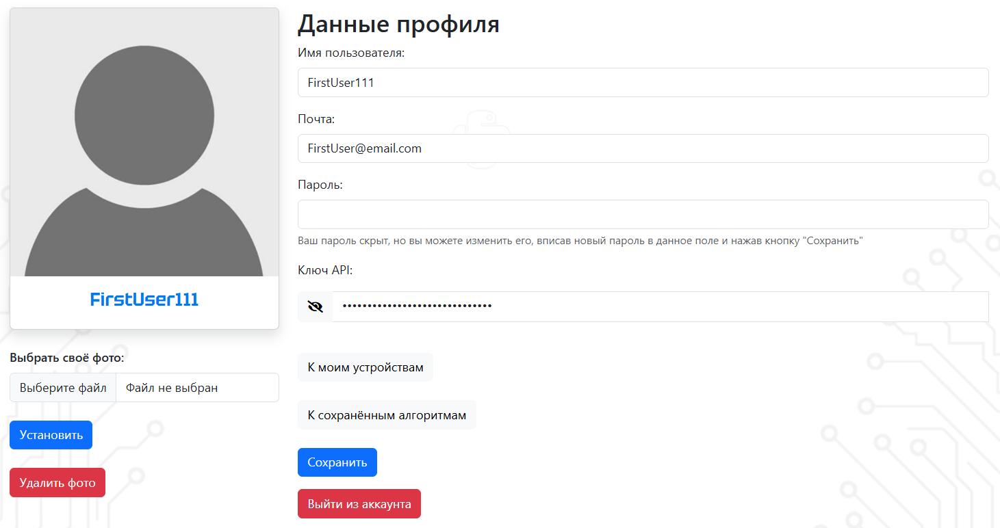 FirstUser111
Выбрать своё фото:
Выберите файл Файл не выбран
Установить
Удалить фото
Данные профиля
Имя пользователя:
FirstUser111
Почта:
FirstUser@email.com
Пароль:
Ваш пароль скрыт, но вы можете изменить его, вписав новый пароль в данное поле и нажав кнопку "Сохранить"
Ключ API:
••••••••••••••••••••••••••••••
К моим устройствам
К сохранённым алгоритмам
Сохранить
Выйти из аккаунта